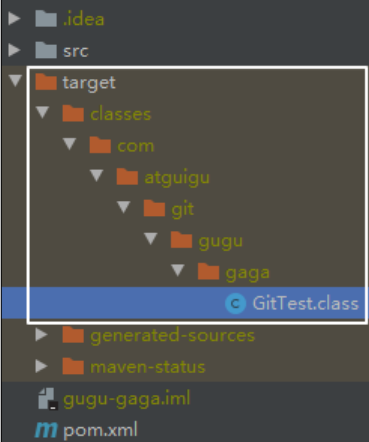 .idea
src
target
classes
com
atguigu
git
gugu
gaga
GitTest.class
generated-sources
maven-status
gugu-gaga.iml
pom.xml